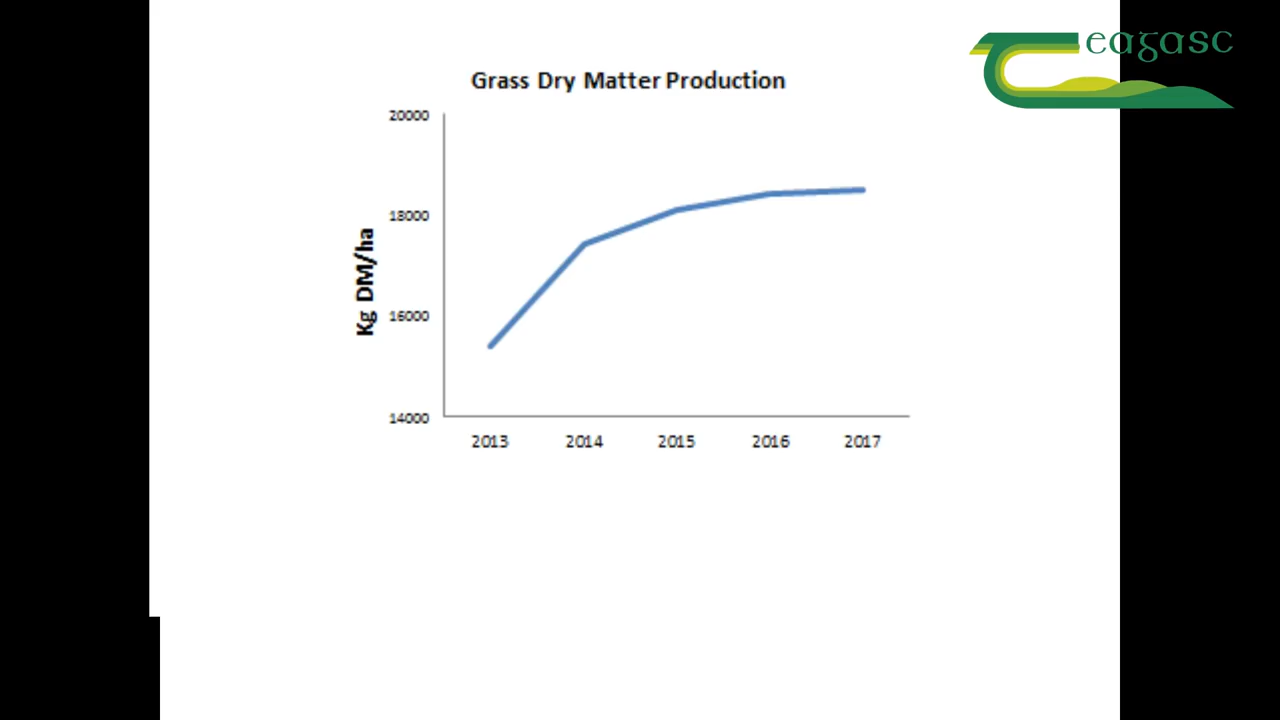 eagasc
Grass Dry Matter Production
Kg DM/ha
20000
18000
16000
14000
2013 2014 2015 2016 2017